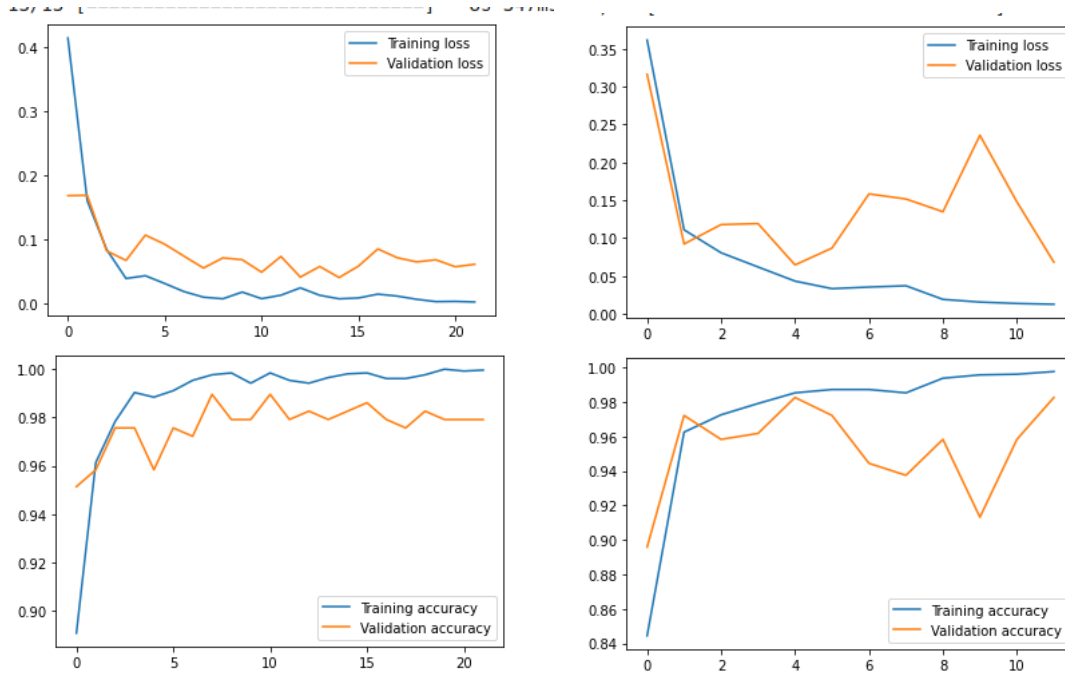 Training loss
Validation loss
0.4
0.3
0.2
0.1
0.0
0 5 10 15 20
Training loss
Validation loss
0.35
0.30
0.25
0.20
0.15
0.10
0.05
0.00
0 2 4 6 8 10
1.00
0.98
0.96
0.94
0.92
0.90
Training accuracy
Validation accuracy
0 5 10 15 20
1.00
0.98
0.96
0.94
0.92
0.90
0.88
0.86
0.84
Training accuracy
Validation accuracy
0 2 4 6 8 10